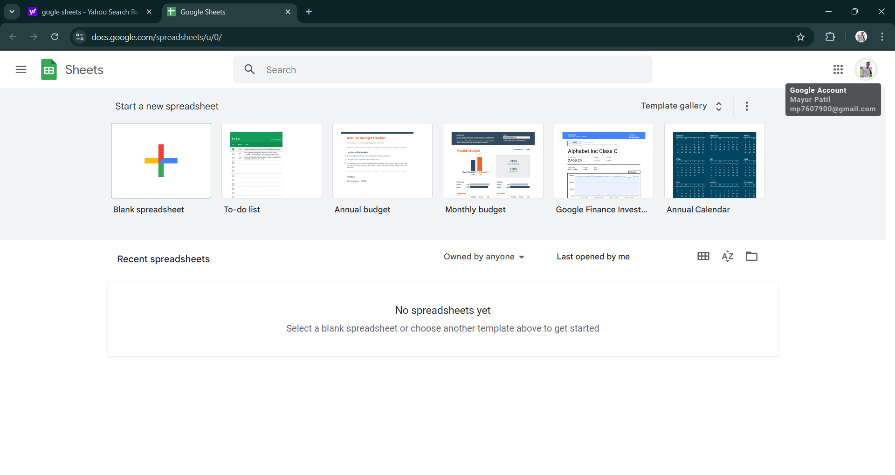 gogle sheets - Yahoo Search Re
Google Sheets
docs.google.com/spreadsheets/u/0/
Sheets
Search
Google Account
Mayur Patil
mp7607900@gmail.com
Start a new spreadsheet
Template gallery
Blank spreadsheet
To-do list
Annual budget
Monthly budget
Google Finance Invest...
Annual Calendar
Alphabet Inc Class C
Recent spreadsheets
Owned by anyone
Last opened by me
No spreadsheets yet
Select a blank spreadsheet or choose another template above to get started